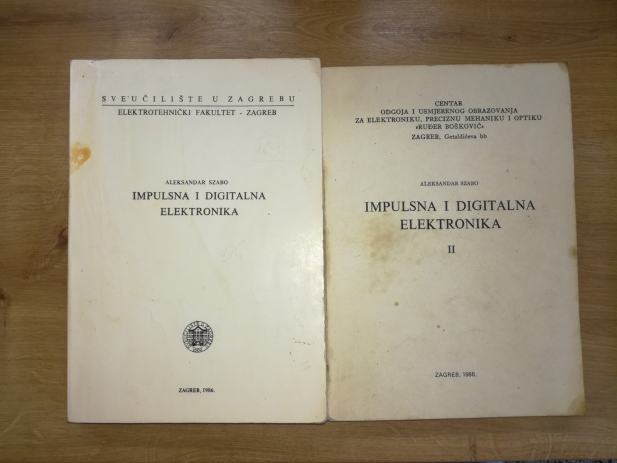 SVEUČILIŠTE U ZAGREBU
ELEKTROTEHNIČKI FAKULTET - ZAGREB
ALEKSANDAR SZABO
IMPULSNA I DIGITALNA
ELEKTRONIKA
ZAGREB, 1986.
CENTAR
ODGOJA I USMJERENOG OBRAZOVANJA
ZA ELEKTRONIKU, PRECIZNU MEHANIKU I OPTIKU
»RUĐER BOŠKOVIĆ«
ZAGREB, Getaldićeva bb
ALEKSANDAR SZABO
IMPULSNA I DIGITALNA
ELEKTRONIKA
II
ZAGREB, 1988.